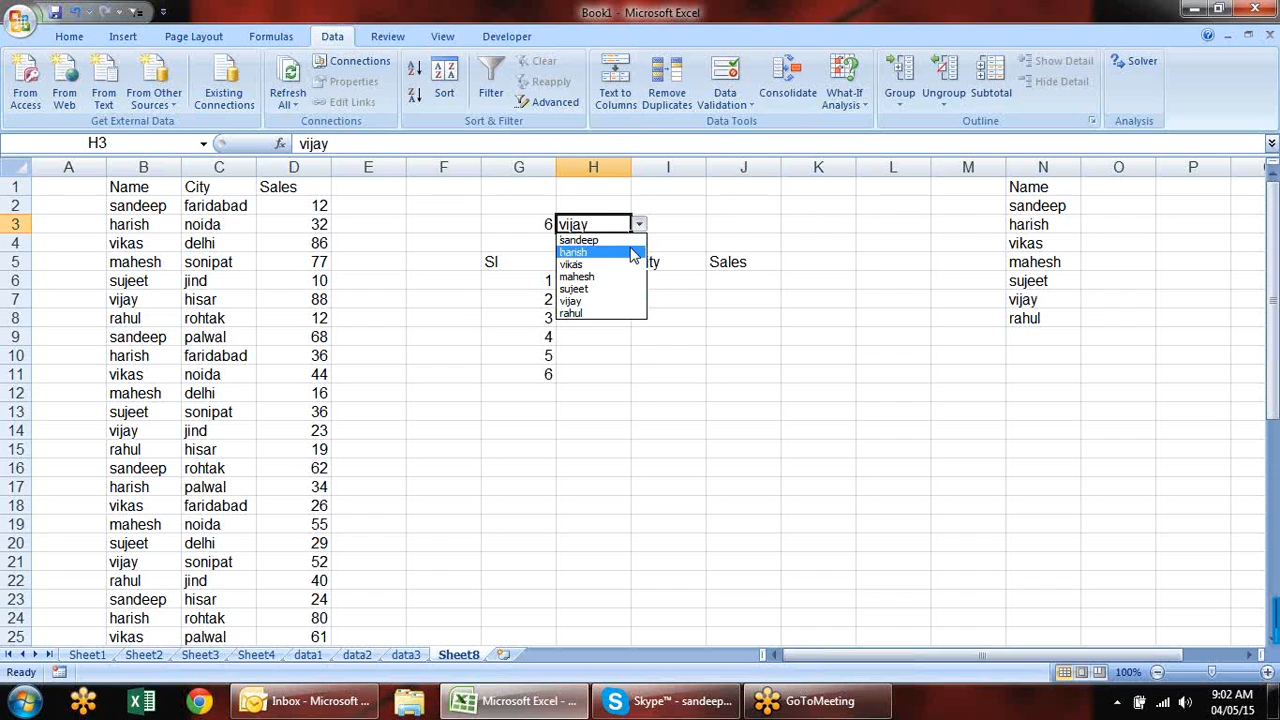 Book1 - Microsoft Excel
Home Insert Page Layout Formulas Data Review View Developer
From Access
From Web
From Text
From Other Sources
Existing Connections
Get External Data
Refresh All
Connections
Properties
Edit Links
Connections
Sort
Filter
Clear
Reapply
Advanced
Sort & Filter
Text to Columns
Remove Duplicates
Data Validation
Consolidate
What-If Analysis
Data Tools
Group
Ungroup
Subtotal
Show Detail
Hide Detail
Outline
Solver
Analysis
H3 fx vijay
A B C D E F G H I J K L M N O P
1 Name City Sales Name
2 sandeep faridabad 12 sandeep
3 harish noida 32 6 vijay harish
4 vikas delhi 86 sandeep vikas
harish
5 mahesh sonipat 77 Sl vikas ity Sales mahesh
mahesh
6 sujeet jind 10 1 sujeet sujeet
7 vijay hisar 88 2 vijay vijay
8 rahul rohtak 12 3 rahul rahul
9 sandeep palwal 68 4
10 harish faridabad 36 5
11 vikas noida 44 6
12 mahesh delhi 16
13 sujeet sonipat 36
14 vijay jind 23
15 rahul hisar 19
16 sandeep rohtak 62
17 harish palwal 34
18 vikas faridabad 26
19 mahesh noida 55
20 sujeet delhi 29
21 vijay sonipat 52
22 rahul jind 40
23 sandeep hisar 24
24 harish rohtak 80
25 vikas palwal 61
Sheet1 Sheet2 Sheet3 Sheet4 data1 data2 data3 Sheet8
Ready 100%
Inbox - Microsoft ... Microsoft Excel - ... Skype™ - sandeep... GoToMeeting
9:02 AM
04/05/15